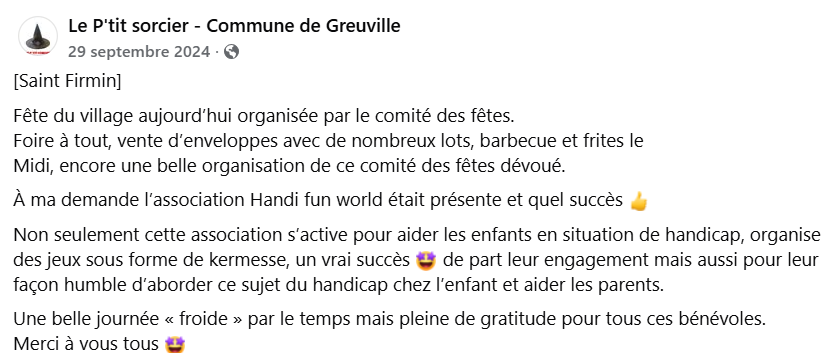 Le P'tit sorcier - Commune de Greuville
29 septembre 2024 ·
[Saint Firmin]
Fête du village aujourd’hui organisée par le comité des fêtes.
Foire à tout, vente d’enveloppes avec de nombreux lots, barbecue et frites le
Midi, encore une belle organisation de ce comité des fêtes dévoué.
À ma demande l’association Handi fun world était présente et quel succès 👍
Non seulement cette association s’active pour aider les enfants en situation de handicap, organise
des jeux sous forme de kermesse, un vrai succès 🤩 de part leur engagement mais aussi pour leur
façon humble d’aborder ce sujet du handicap chez l’enfant et aider les parents.
Une belle journée « froide » par le temps mais pleine de gratitude pour tous ces bénévoles.
Merci à vous tous 🤩